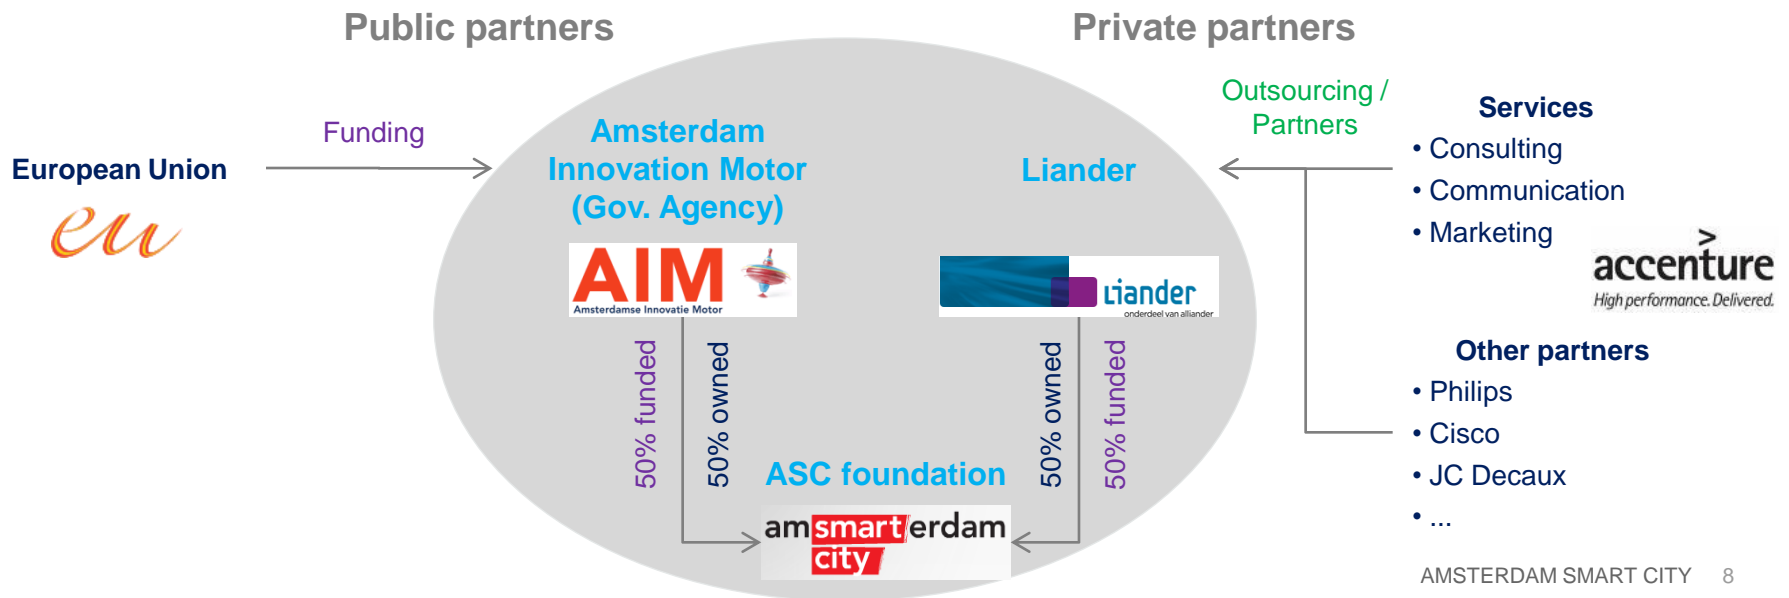 Public partners
Private partners
European Union
eu
Funding
Amsterdam
Innovation Motor
(Gov. Agency)
AIM
Amsterdamse Innovatie Motor
Liander
Liander
onderdeel van alliander
Outsourcing /
Partners
Services
• Consulting
• Communication
• Marketing
>
accenture
High performance. Delivered.
Other partners
• Philips
• Cisco
• JC Decaux
• ...
50% funded
50% owned
50% owned
50% funded
ASC foundation
amsmarterdam
city
AMSTERDAM SMART CITY 8